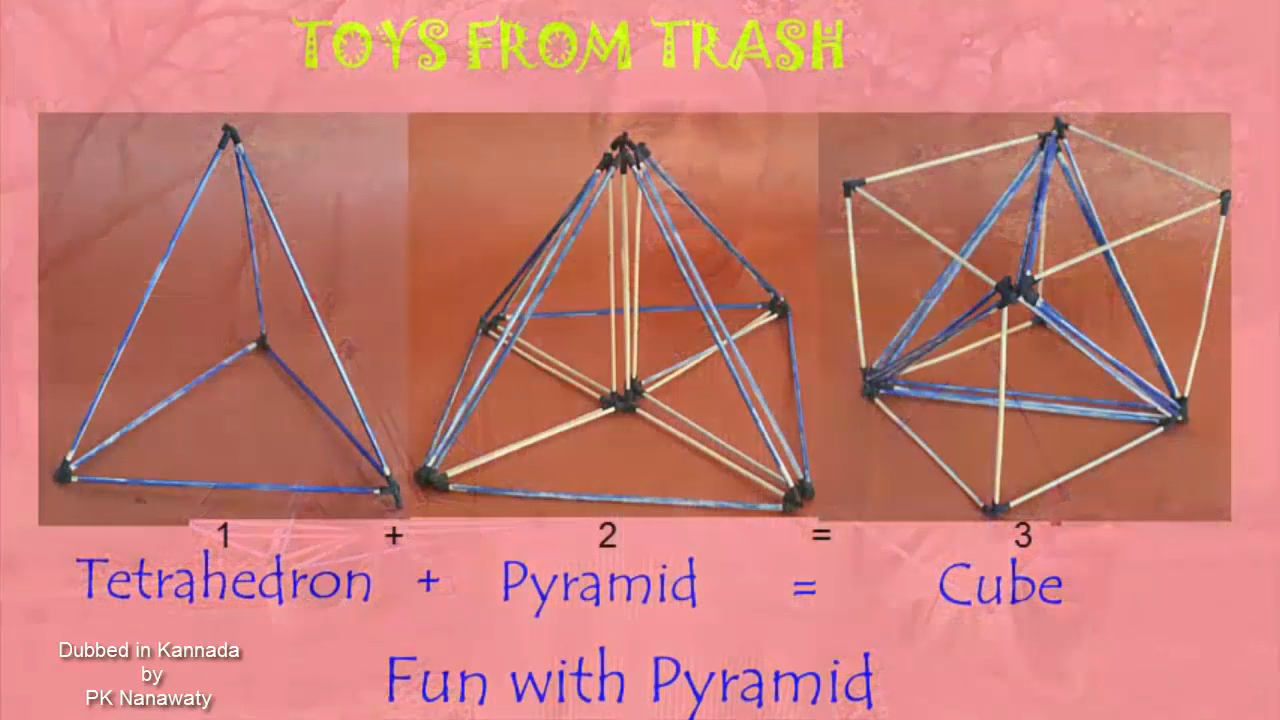 TOYS FROM TRASH
1 + 2 = 3
Tetrahedron + Pyramid = Cube
Dubbed in Kannada
by
PK Nanawaty
Fun with Pyramid